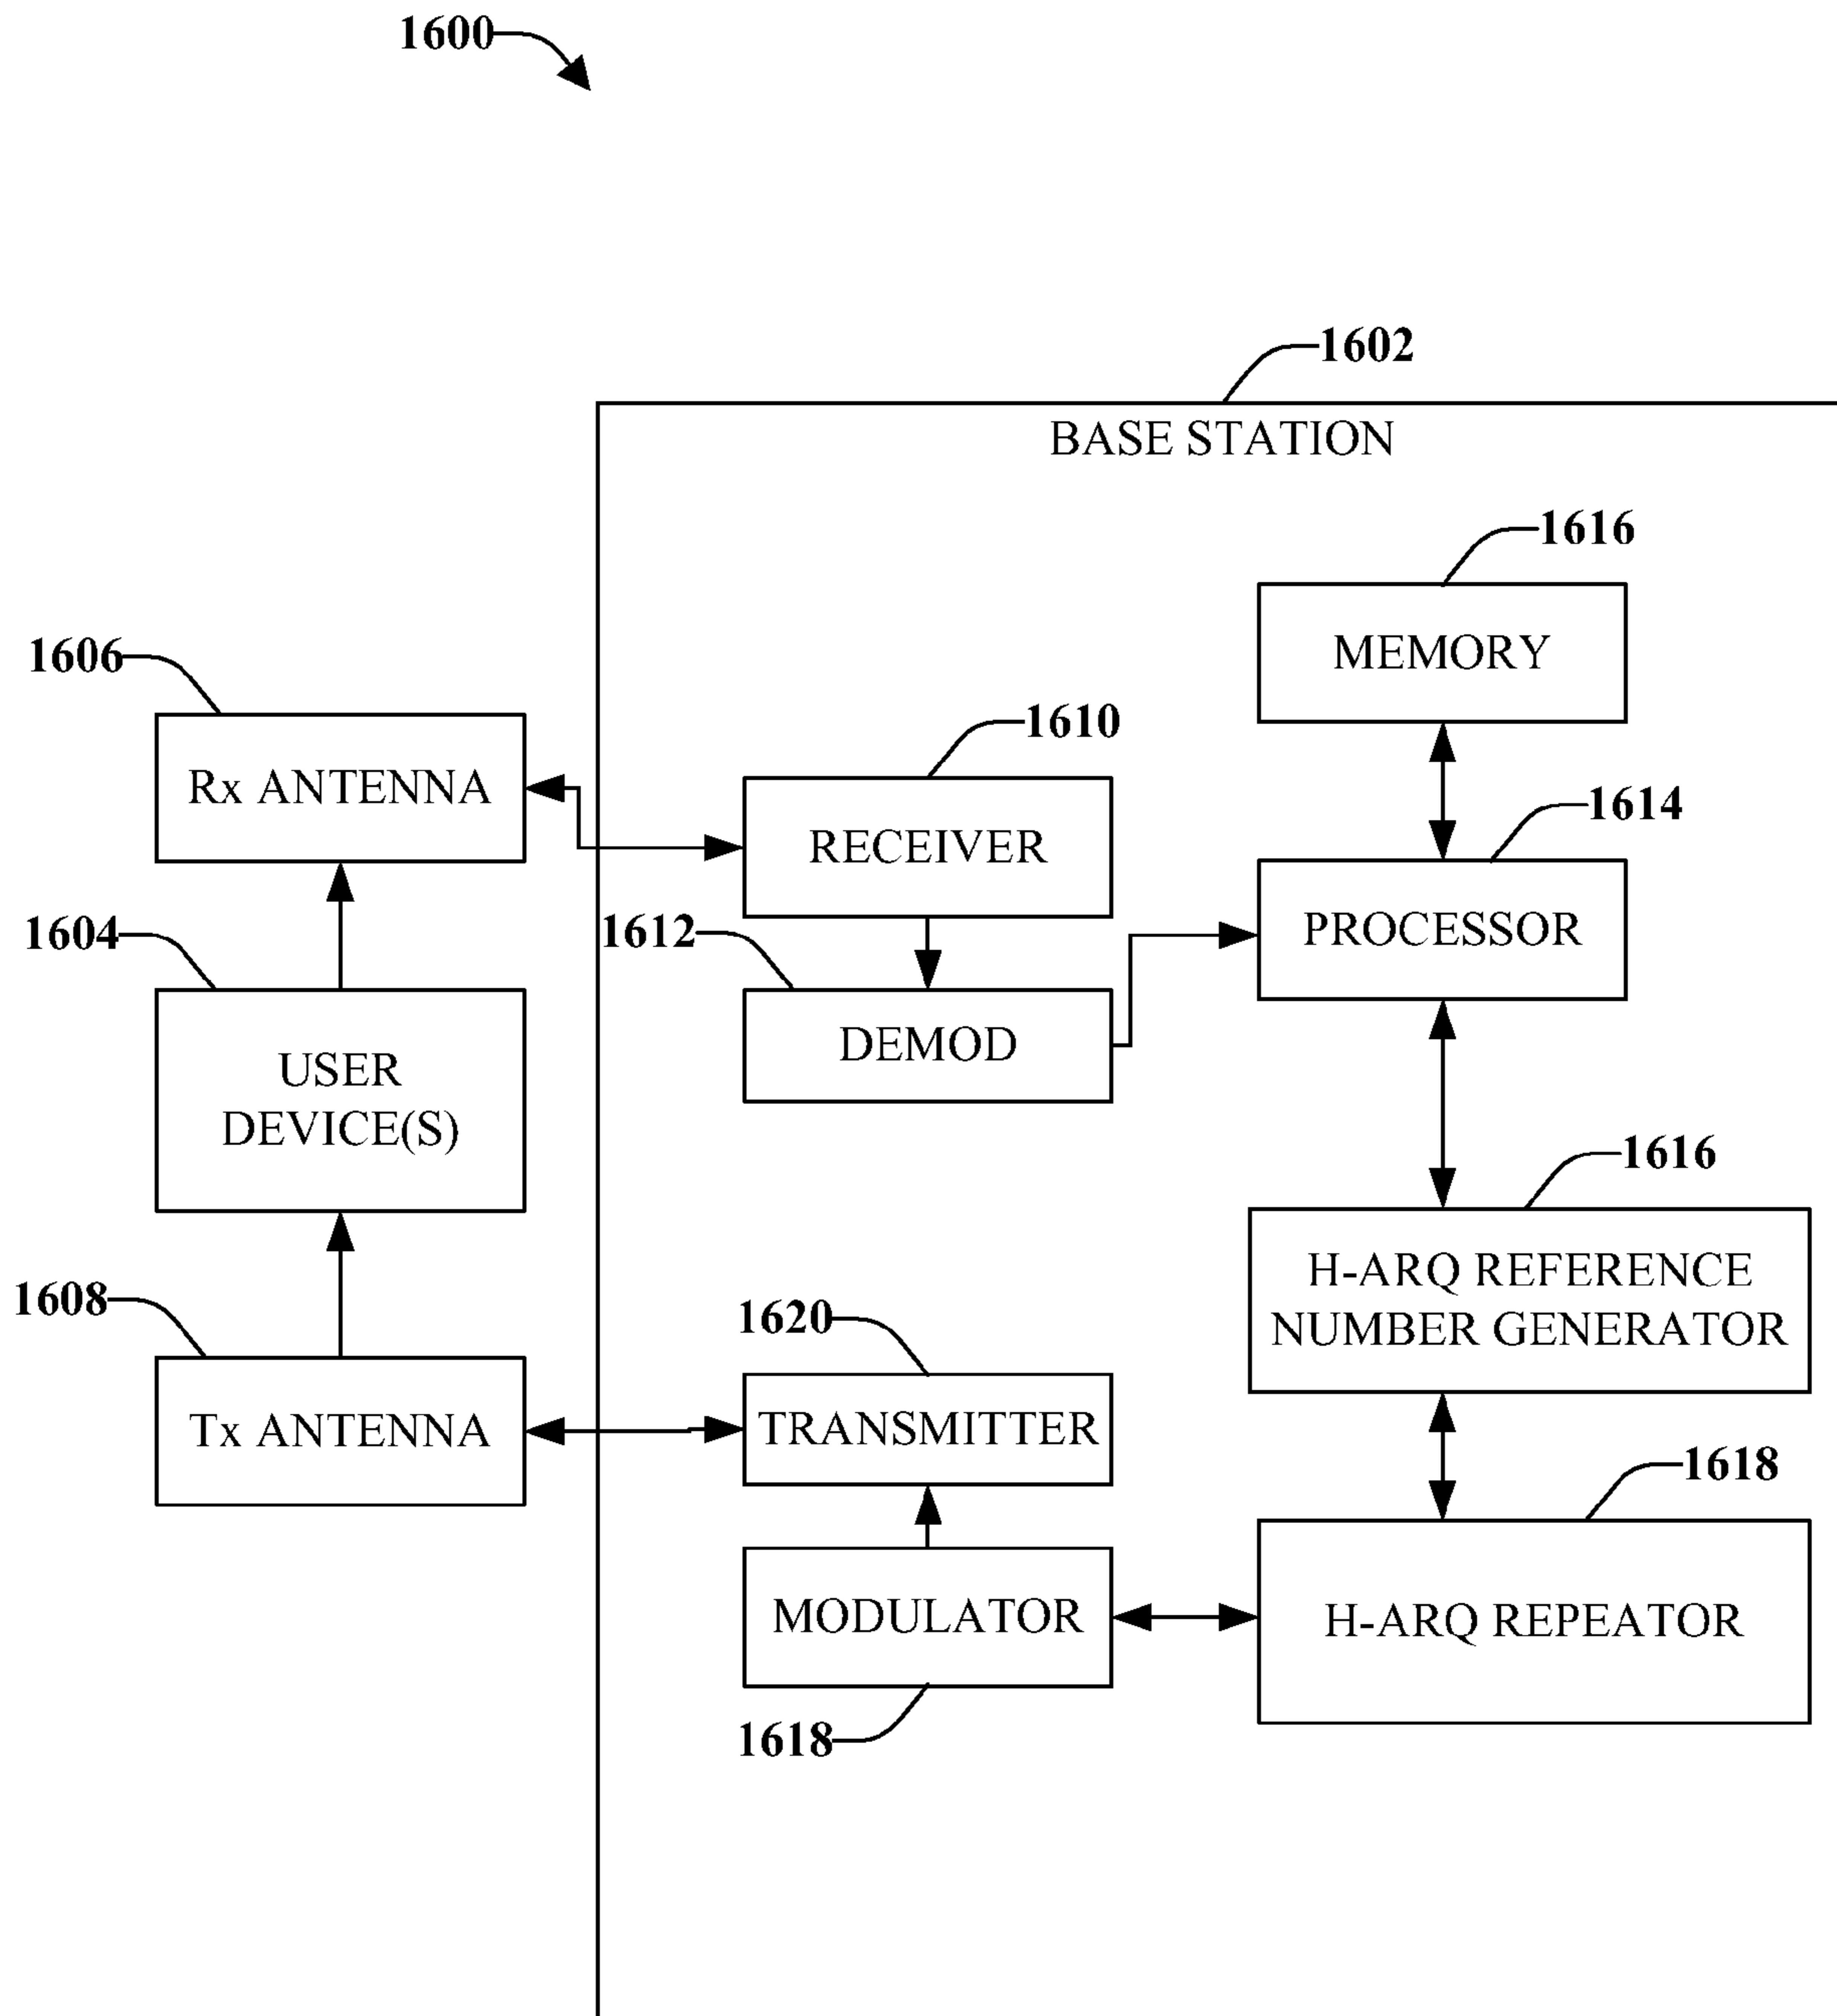 1600
1602
BASE STATION
1616
MEMORY
1606
Rx ANTENNA
1610
RECEIVER
1614
PROCESSOR
1604
USER
DEVICE(S)
1612
DEMOD
1616
H-ARQ REFERENCE
NUMBER GENERATOR
1608
Tx ANTENNA
1620
TRANSMITTER
1618
H-ARQ REPEATOR
MODULATOR
1618